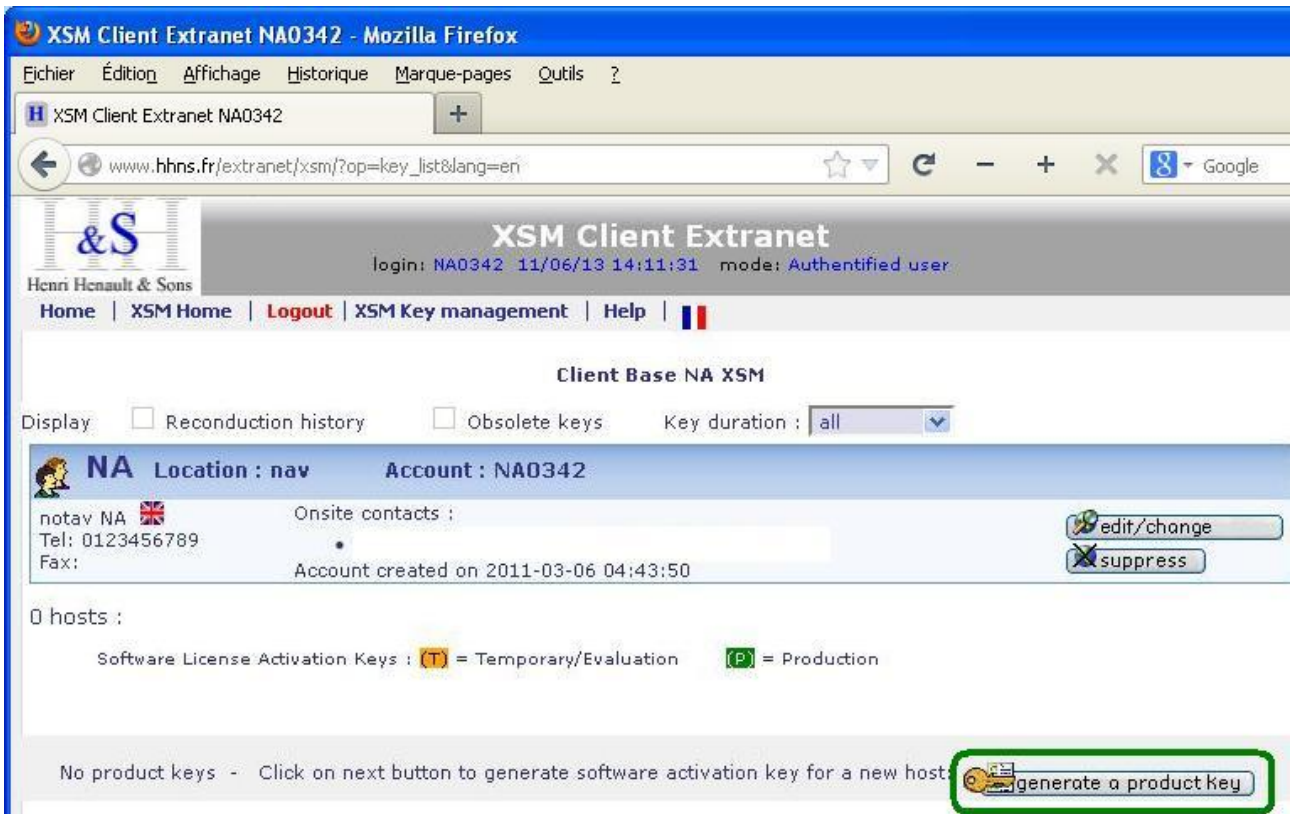 XSM Client Extranet NA0342 - Mozilla Firefox
Fichier Édition Affichage Historique Marque-pages Outils ?
H XSM Client Extranet NA0342 +
www.hhns.fr/extranet/xsm/?op=key_list&lang=en 8 Google
H&S
XSM Client Extranet
login: NA0342 11/06/13 14:11:31 mode: Authentified user
Henri Henault & Sons
Home | XSM Home | Logout | XSM Key management | Help |
Client Base NA XSM
Display Reconduction history Obsolete keys Key duration : all
NA Location : nav Account : NA0342
notav NA Onsite contacts :
edit/change
Tel: 0123456789 •
Fax: Account created on 2011-03-06 04:43:50
suppress
0 hosts :
Software License Activation Keys : (T) = Temporary/Evaluation (P) = Production
No product keys - Click on next button to generate software activation key for a new host: generate a product key